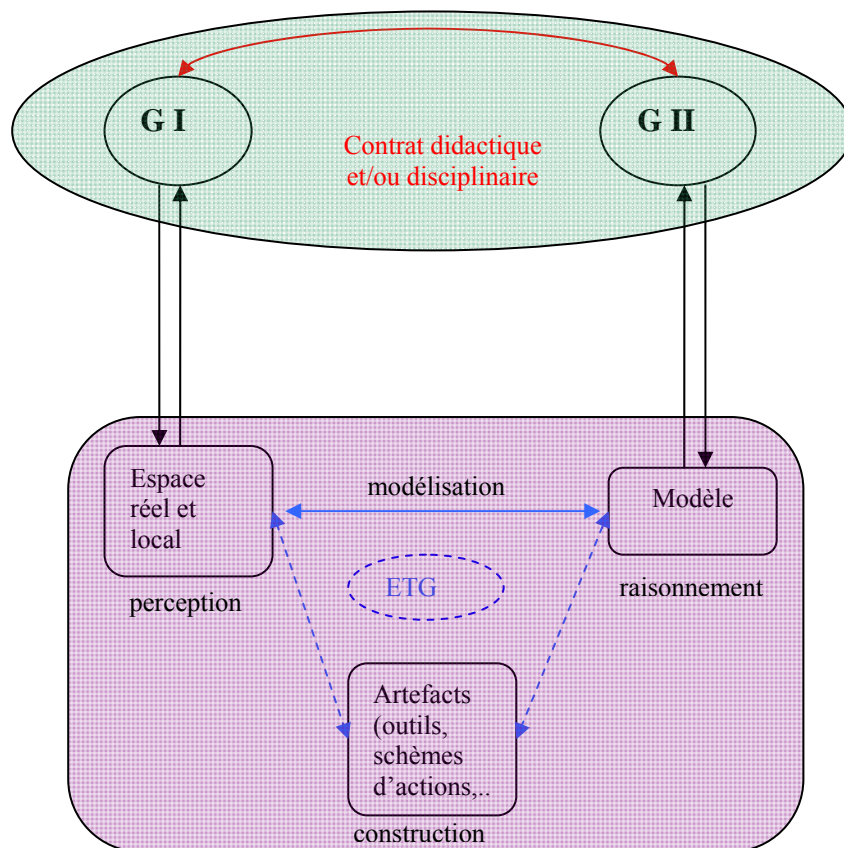 G I
G II
Contrat didactique
et/ou disciplinaire
Espace
réel et
local
modélisation
Modèle
perception
ETG
raisonnement
Artefacts
(outils,
schèmes
d'actions,..
construction